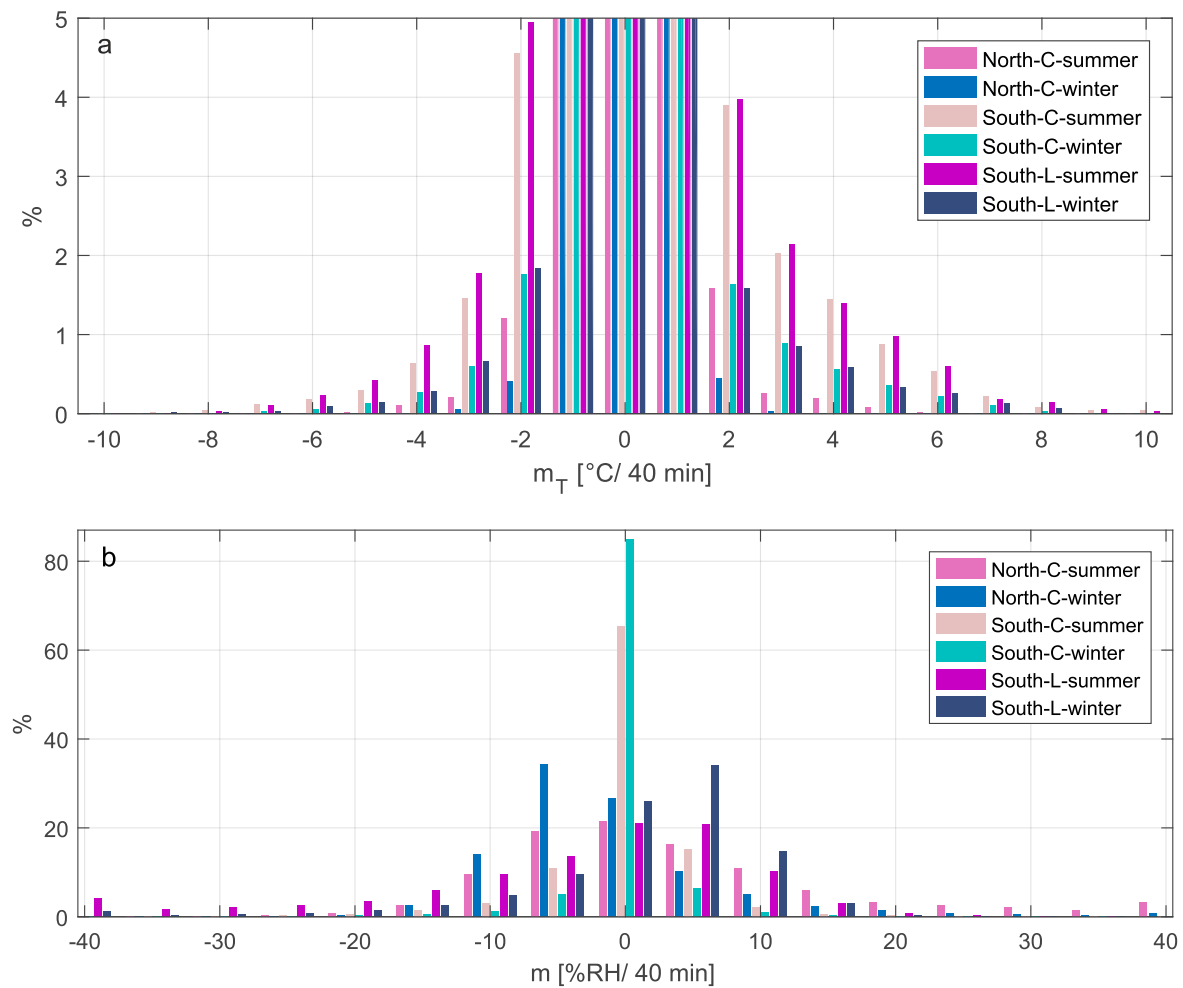 a
5
4
3
2
1
0
%
North-C-summer
North-C-winter
South-C-summer
South-C-winter
South-L-summer
South-L-winter
-10 -8 -6 -4 -2 0 2 4 6 8 10
m_T [°C/ 40 min]
b
80
60
40
20
0
%
North-C-summer
North-C-winter
South-C-summer
South-C-winter
South-L-summer
South-L-winter
-40 -30 -20 -10 0 10 20 30 40
m [%RH/ 40 min]